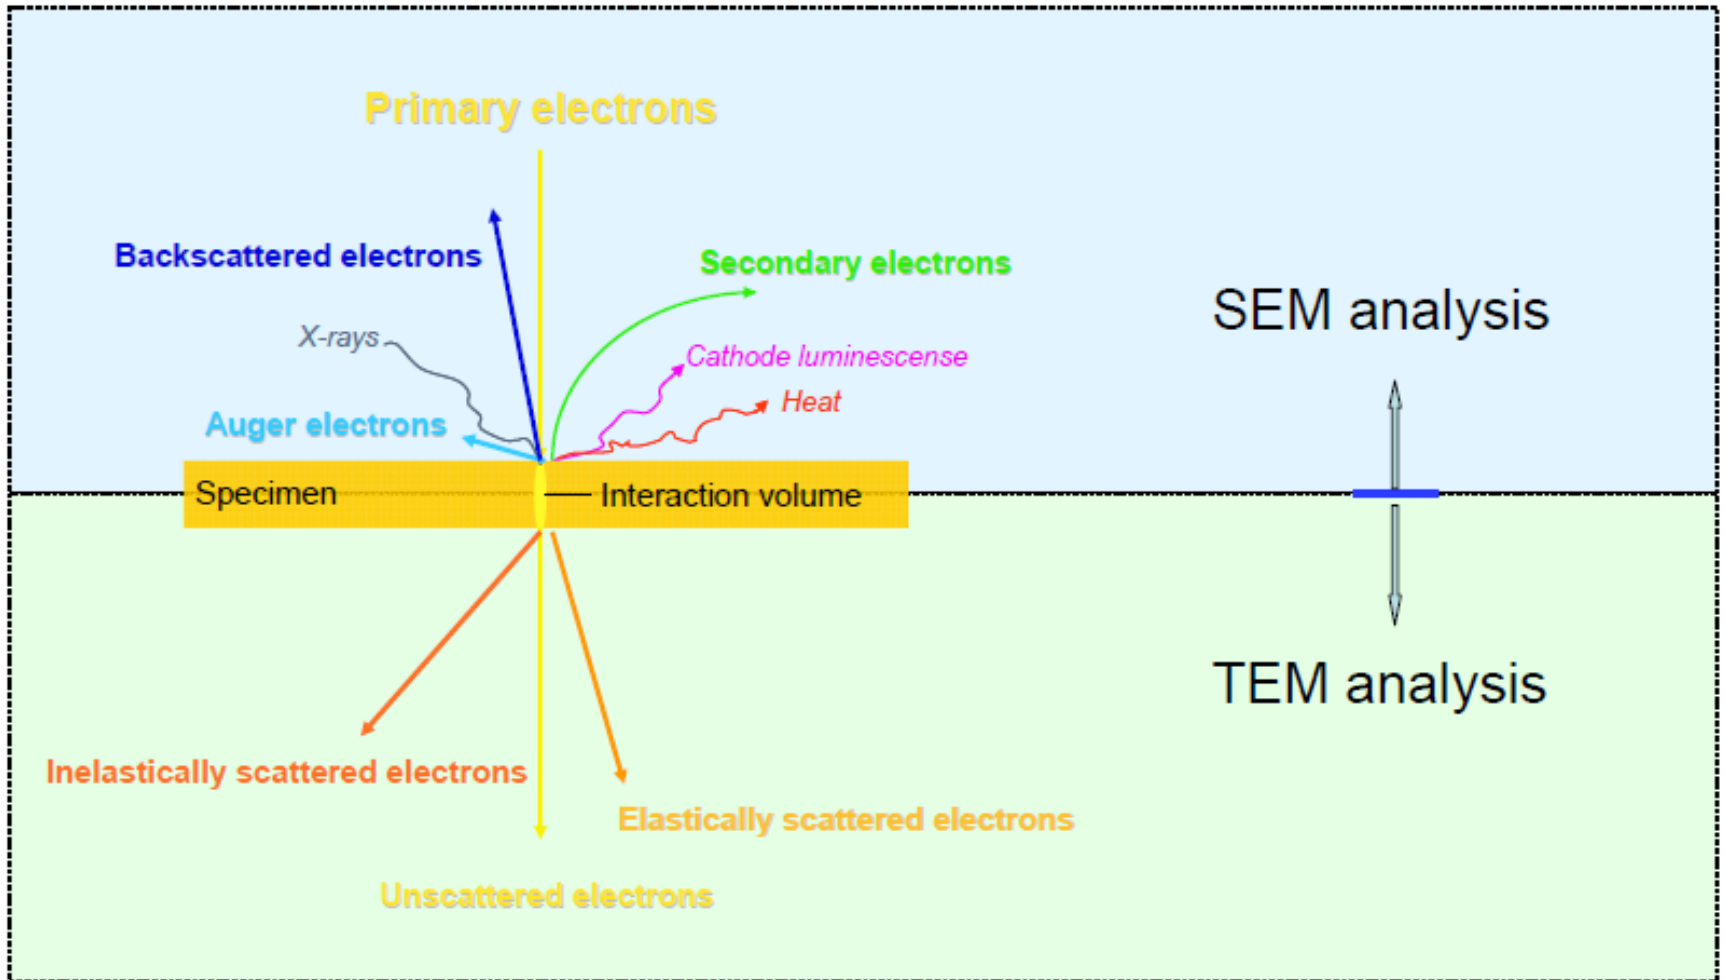 Primary electrons
Backscattered electrons
Secondary electrons
SEM analysis
X-rays
Cathode luminescense
Heat
Auger electrons
Specimen
Interaction volume
TEM analysis
Inelastically scattered electrons
Elastically scattered electrons
Unscattered electrons